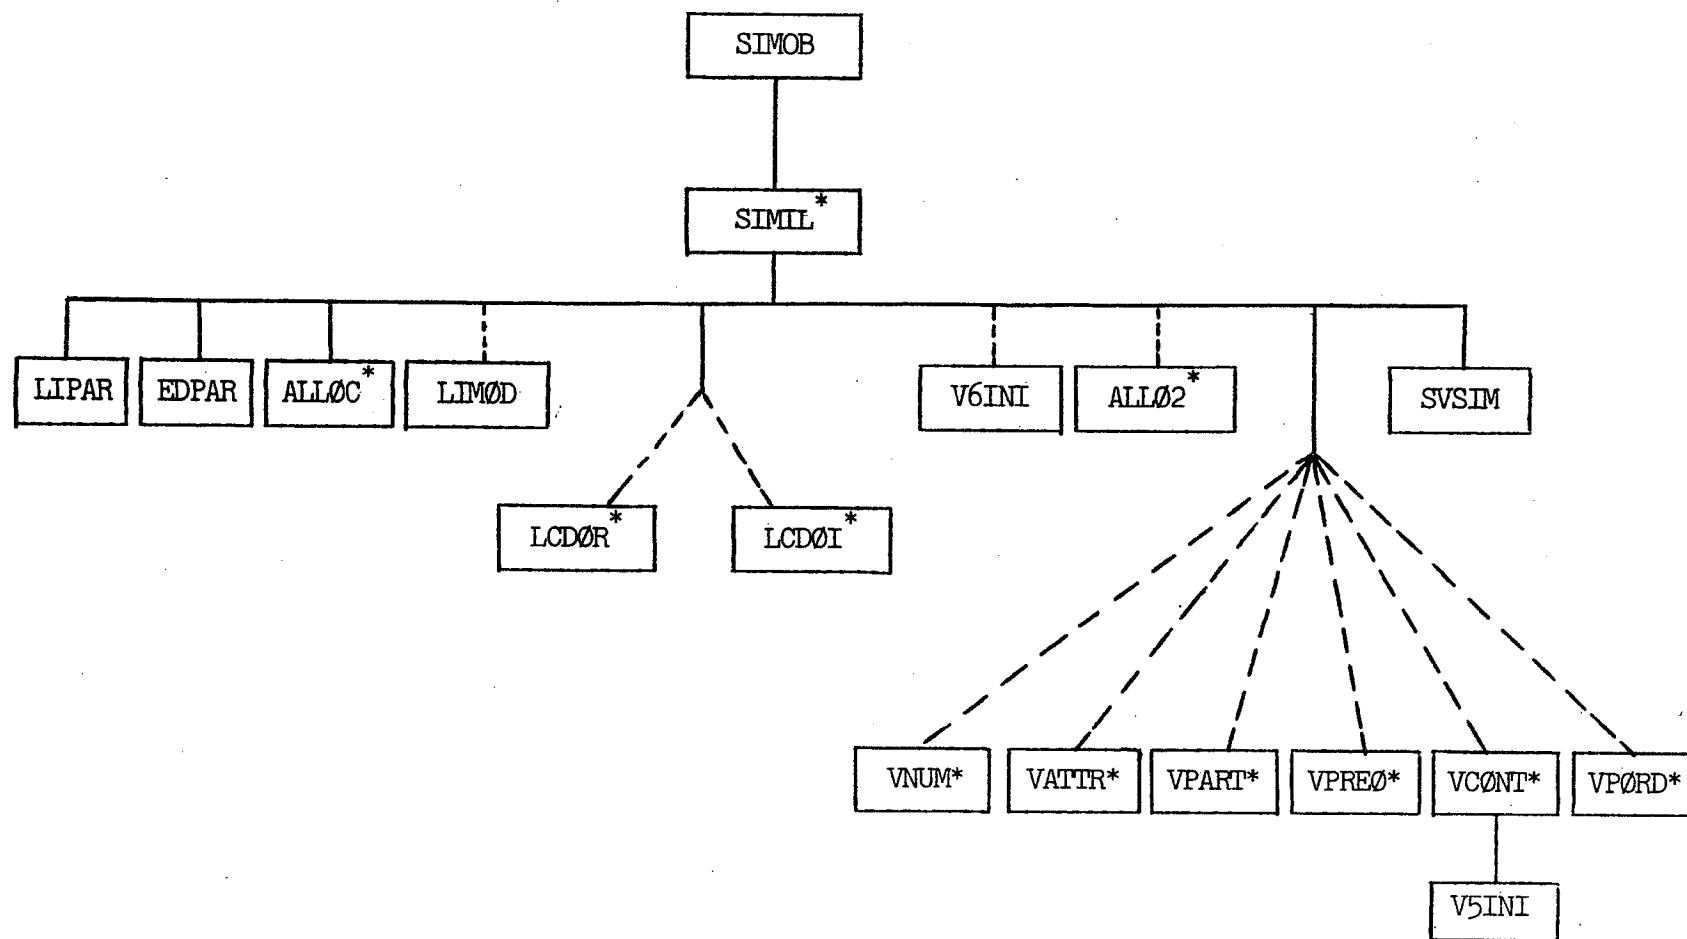 SIMOB
SIMIL*
LIPAR
EDPAR
ALLØC*
LIMØD
V6INI
ALLØ2*
SVSIM
LCDØR*
LCDØI*
VNUM*
VATTR*
VPART*
VPREØ*
VCØNT*
VPØRD*
V5INI